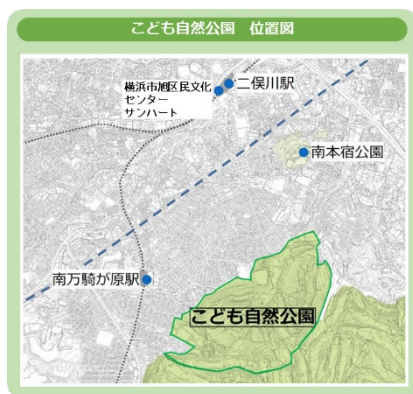 こども自然公園 位置図
横浜市旭区民文化
センター
サンハート
二俣川駅
南本宿公園
南万騎が原駅
こども自然公園